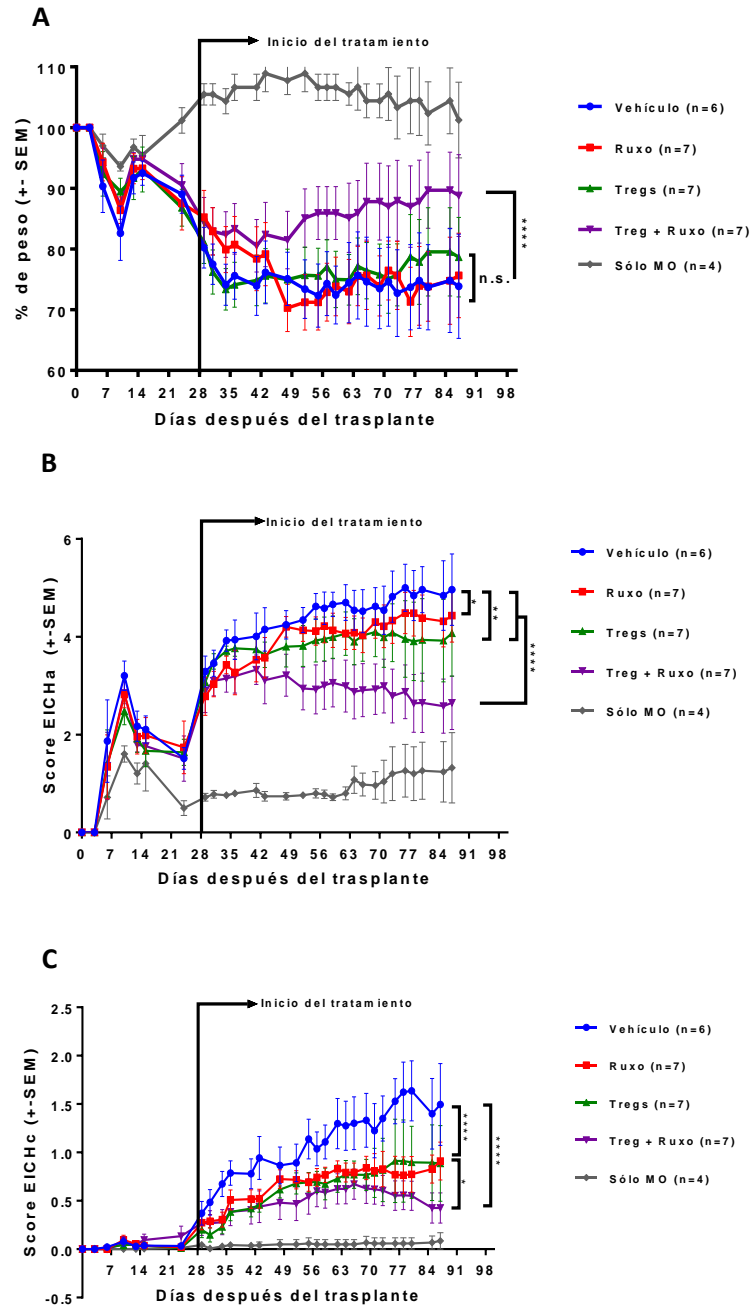 A
Inicio del tratamiento
110
100
90
80
70
60
% de peso (+- SEM)
0 7 14 21 28 35 42 49 56 63 70 77 84 91 98
Días después del trasplante
Vehículo (n=6)
Ruxo (n=7)
Tregs (n=7)
Treg + Ruxo (n=7)
Sólo MO (n=4)
n.s.
****
B
Inicio del tratamiento
6
4
2
0
Score EICHa (+-SEM)
0 7 14 21 28 35 42 49 56 63 70 77 84 91 98
Días después del trasplante
Vehículo (n=6)
Ruxo (n=7)
Tregs (n=7)
Treg + Ruxo (n=7)
Sólo MO (n=4)
*
**
****
C
Inicio del tratamiento
2.5
2.0
1.5
1.0
0.5
0.0
-0.5
Score EICHc (+-SEM)
7 14 21 28 35 42 49 56 63 70 77 84 91 98
Días después del trasplante
Vehículo (n=6)
Ruxo (n=7)
Tregs (n=7)
Treg + Ruxo (n=7)
Sólo MO (n=4)
****
*
****